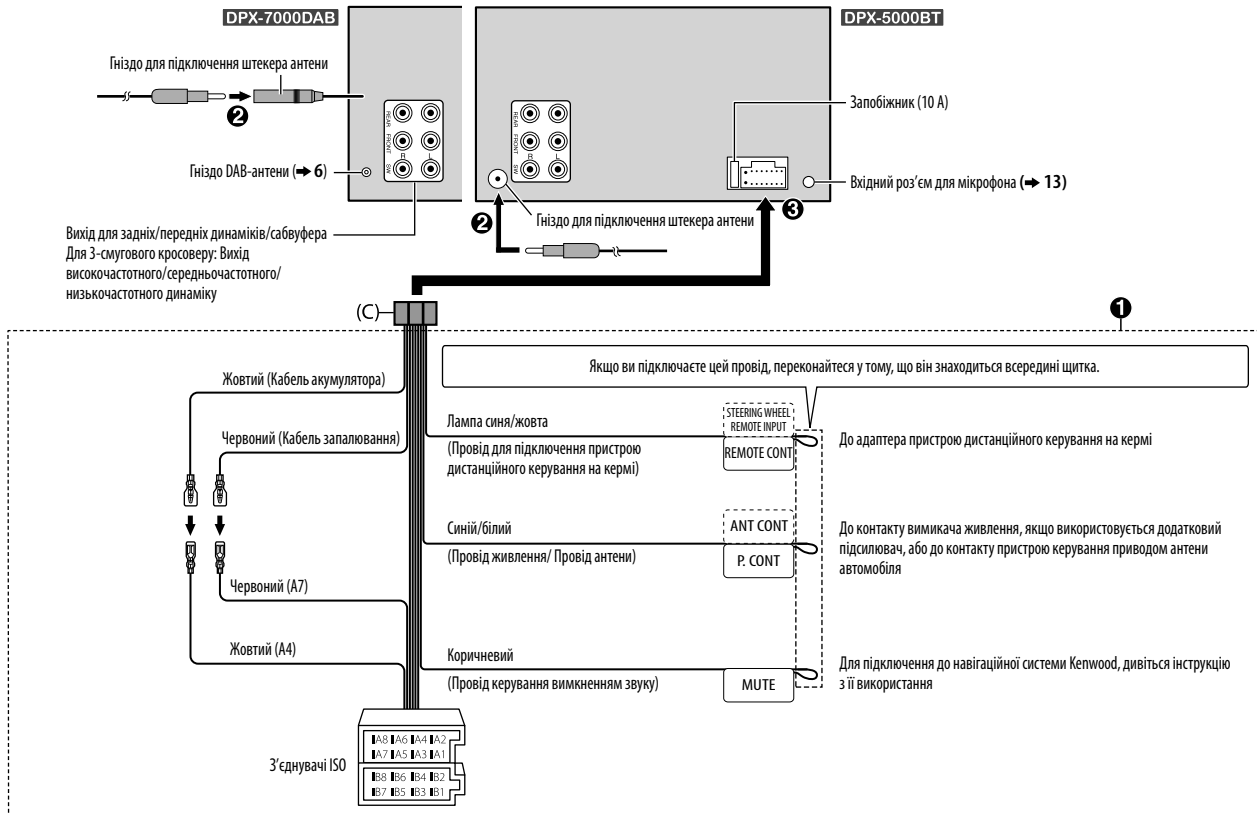 DPX-7000DAB
DPX-5000BT
Гніздо для підключення штекера антени
❷
REAR
FRONT
R
L
SW
Гніздо DAB-антени (➜ 6)
Вихід для задніх/передніх динаміків/сабвуфера
Для 3-смугового кросоверу: Вихід
високочастотного/середньочастотного/
низькочастотного динаміку
REAR
FRONT
R
L
SW
Запобіжник (10 A)
Вхідний роз’єм для мікрофона (➜ 13)
❸
❷
Гніздо для підключення штекера антени
(C)
❶
Якщо ви підключаєте цей провід, переконайтеся у тому, що він знаходиться всередині щитка.
Жовтий (Кабель акумулятора)
Червоний (Кабель запалювання)
Червоний (A7)
Жовтий (A4)
Лампа синя/жовта
(Провід для підключення пристрою
дистанційного керування на кермі)
STEERING WHEEL
REMOTE INPUT
REMOTE CONT
До адаптера пристрою дистанційного керування на кермі
Синій/білий
(Провід живлення/ Провід антени)
ANT CONT
P. CONT
До контакту вимикача живлення, якщо використовується додатковий
підсилювач, або до контакту пристрою керування приводом антени
автомобіля
Коричневий
(Провід керування вимкненням звуку)
MUTE
Для підключення до навігаційної системи Kenwood, дивіться інструкцію
з її використання
З’єднувачі ISO
A8 A6 A4 A2
A7 A5 A3 A1
B8 B6 B4 B2
B7 B5 B3 B1